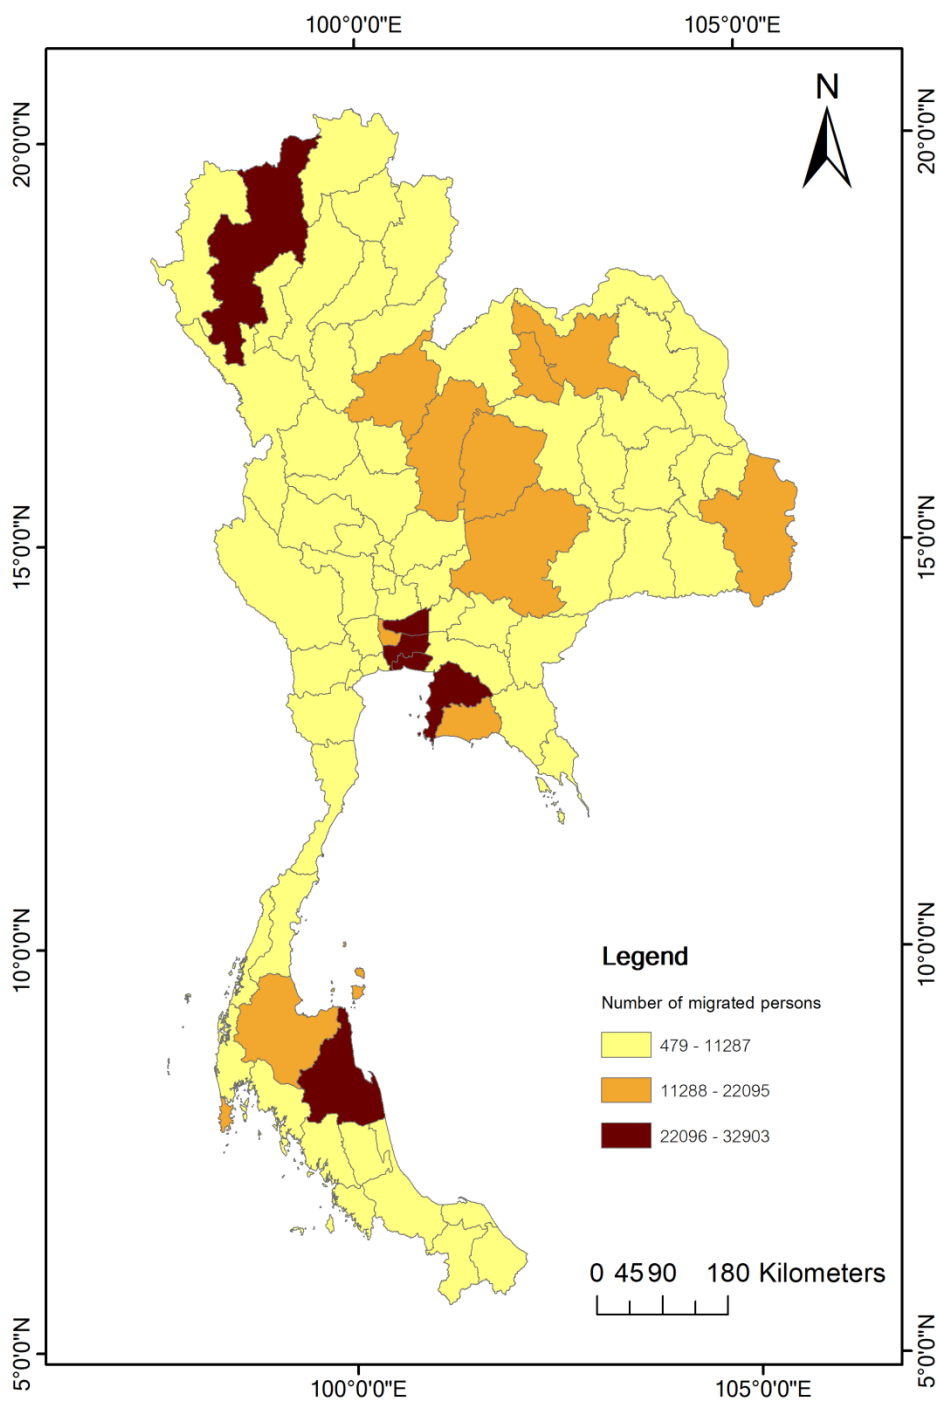 100°0'0"E 105°0'0"E
N
20°0'0"N 20°0'0"N
15°0'0"N 15°0'0"N
10°0'0"N 10°0'0"N
Legend
Number of migrated persons
479 - 11287
11288 - 22095
22096 - 32903
0 45 90 180 Kilometers
5°0'0"N 5°0'0"N
100°0'0"E 105°0'0"E